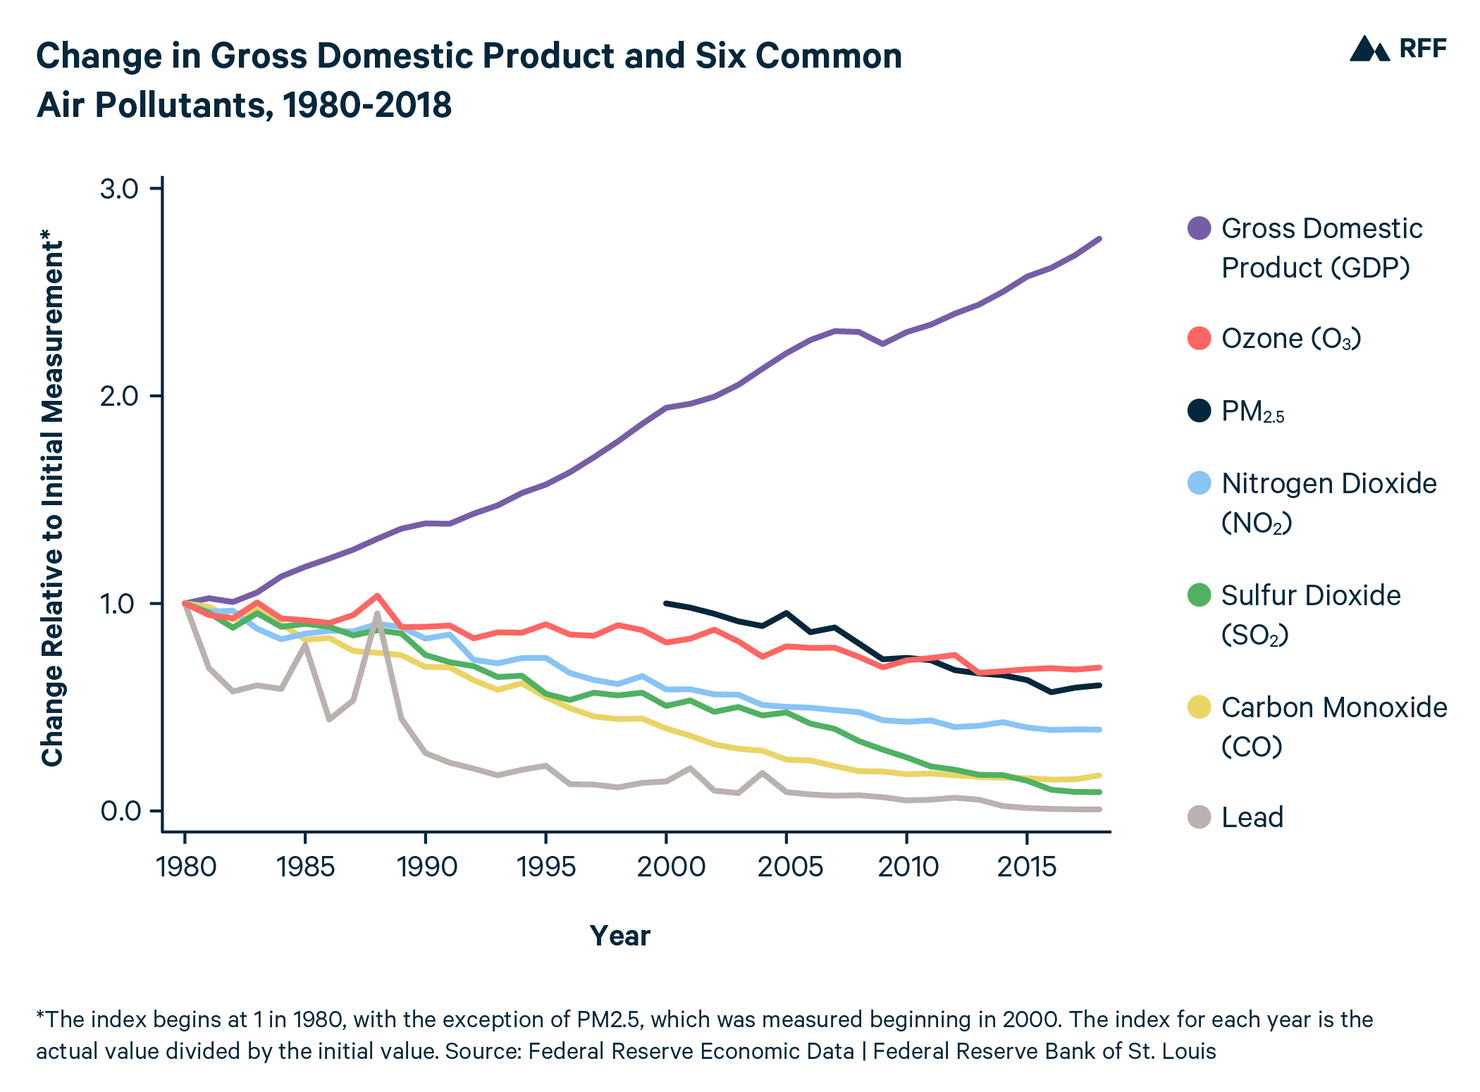 Change in Gross Domestic Product and Six Common
Air Pollutants, 1980-2018
RFF
Change Relative to Initial Measurement*
3.0
2.0
1.0
0.0
1980
1985
1990
1995
2000
2005
2010
2015
Year
Gross Domestic
Product (GDP)
Ozone (O₃)
PM₂.₅
Nitrogen Dioxide
(NO₂)
Sulfur Dioxide
(SO₂)
Carbon Monoxide
(CO)
Lead
*The index begins at 1 in 1980, with the exception of PM2.5, which was measured beginning in 2000. The index for each year is the
actual value divided by the initial value. Source: Federal Reserve Economic Data | Federal Reserve Bank of St. Louis